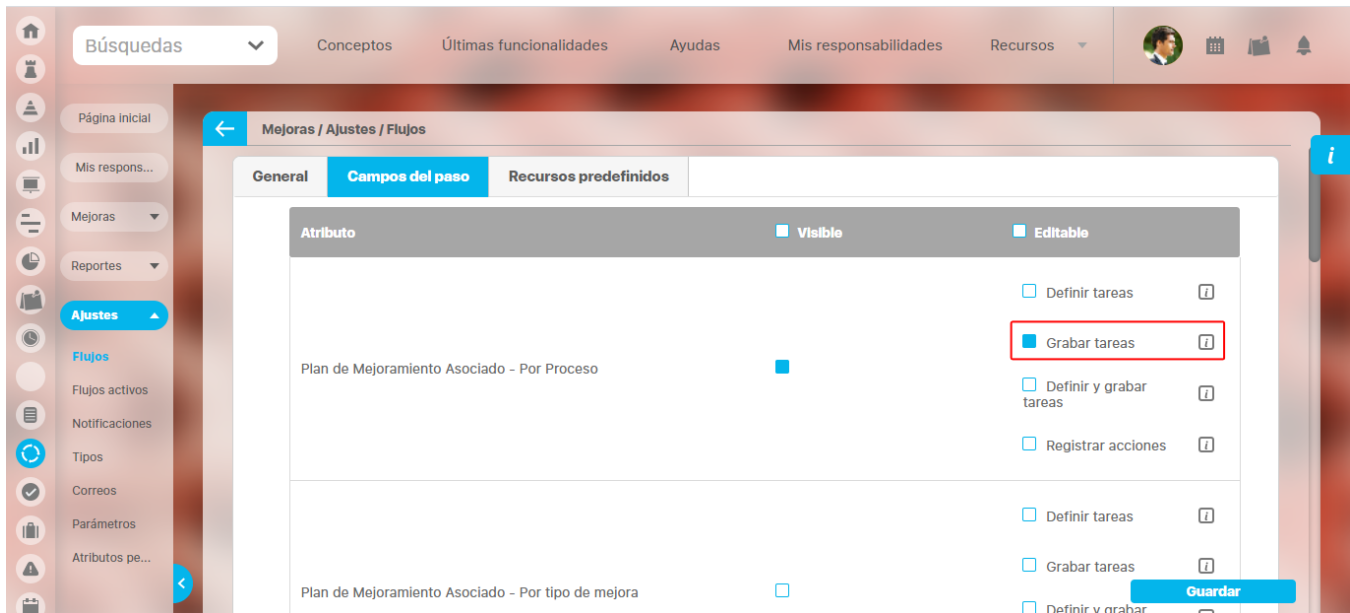 Búsquedas
Conceptos
Últimas funcionalidades
Ayudas
Mis responsabilidades
Recursos
Página inicial
Mis respons...
Mejoras
Reportes
Ajustes
Flujos
Flujos activos
Notificaciones
Tipos
Correos
Parámetros
Atributos pe...
Mejoras / Ajustes / Flujos
i
General
Campos del paso
Recursos predefinidos
Atributo
Visible
Editable
Plan de Mejoramiento Asociado - Por Proceso
Definir tareas
i
Grabar tareas
i
Definir y grabar
tareas
i
Registrar acciones
i
Plan de Mejoramiento Asociado - Por tipo de mejora
Definir tareas
i
Grabar tareas
i
Definir y grabar
Guardar